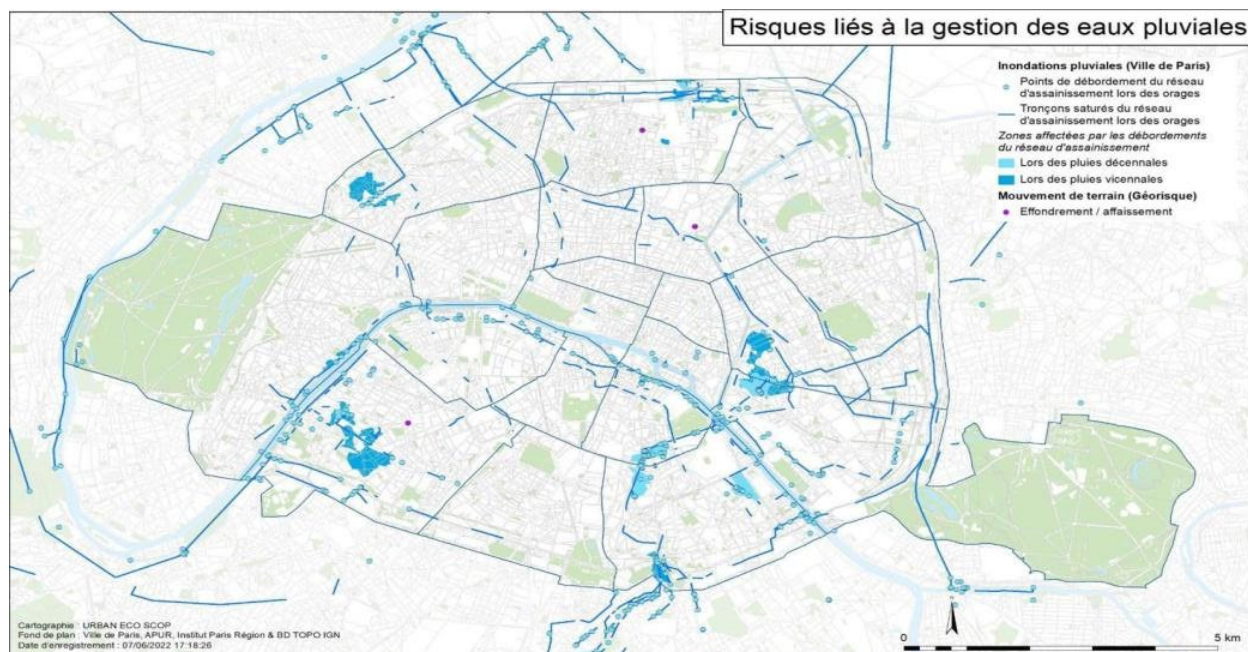 Risques liés à la gestion des eaux pluviales
Inondations pluviales (Ville de Paris)
Points de débordement du réseau
d'assainissement lors des orages
Tronçons saturés du réseau
d'assainissement lors des orages
Zones affectées par les débordements
du réseau d'assainissement
Lors des pluies décennales
Lors des pluies vicennales
Mouvement de terrain (Géorisque)
Effondrement / affaissement
Cartographie : URBAN ECO SCOP
Fond de plan : Ville de Paris, APUR, Institut Paris Région & BD TOPO IGN
Date d'enregistrement : 07/06/2022 17:18:26
0 5 km